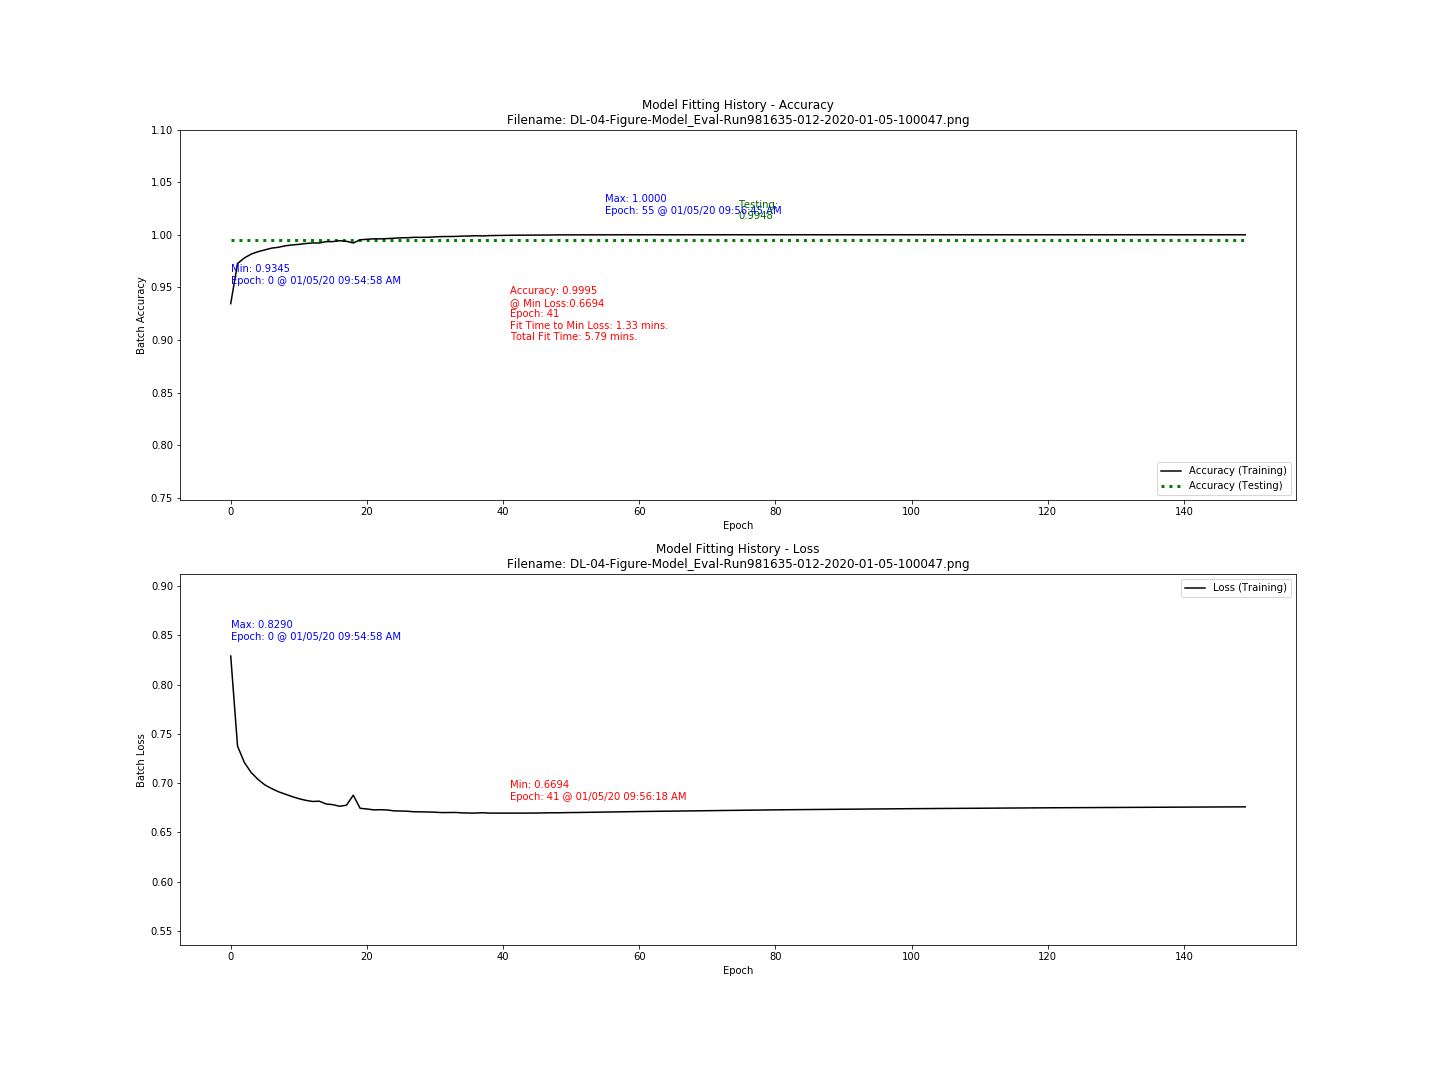 Model Fitting History - Accuracy
Filename: DL-04-Figure-Model_Eval-Run981635-012-2020-01-05-100047.png
1.10
1.05
1.00
0.95
0.90
0.85
0.80
0.75
Batch Accuracy
Max: 1.0000
Epoch: 55 @ 01/05/20 09:56:45 AM
Testing:
0.9948
Min: 0.9345
Epoch: 0 @ 01/05/20 09:54:58 AM
Accuracy: 0.9995
@ Min Loss:0.6694
Epoch: 41
Fit Time to Min Loss: 1.33 mins.
Total Fit Time: 5.79 mins.
Accuracy (Training)
Accuracy (Testing)
0 20 40 60 80 100 120 140
Epoch
Model Fitting History - Loss
Filename: DL-04-Figure-Model_Eval-Run981635-012-2020-01-05-100047.png
0.90
0.85
0.80
0.75
0.70
0.65
0.60
0.55
Batch Loss
Loss (Training)
Max: 0.8290
Epoch: 0 @ 01/05/20 09:54:58 AM
Min: 0.6694
Epoch: 41 @ 01/05/20 09:56:18 AM
0 20 40 60 80 100 120 140
Epoch